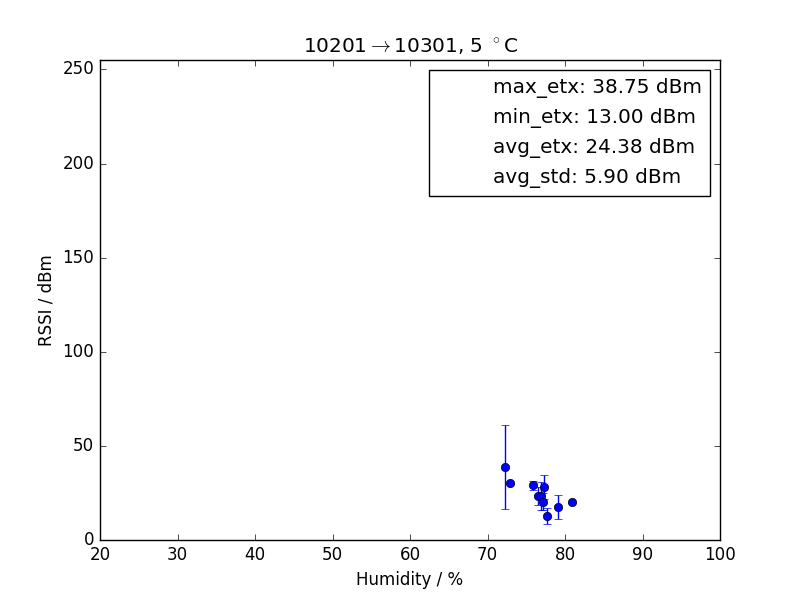 10201→10301, 5 °C
max_etx: 38.75 dBm
min_etx: 13.00 dBm
avg_etx: 24.38 dBm
avg_std: 5.90 dBm
RSSI / dBm
250
200
150
100
50
0
20 30 40 50 60 70 80 90 100
Humidity / %